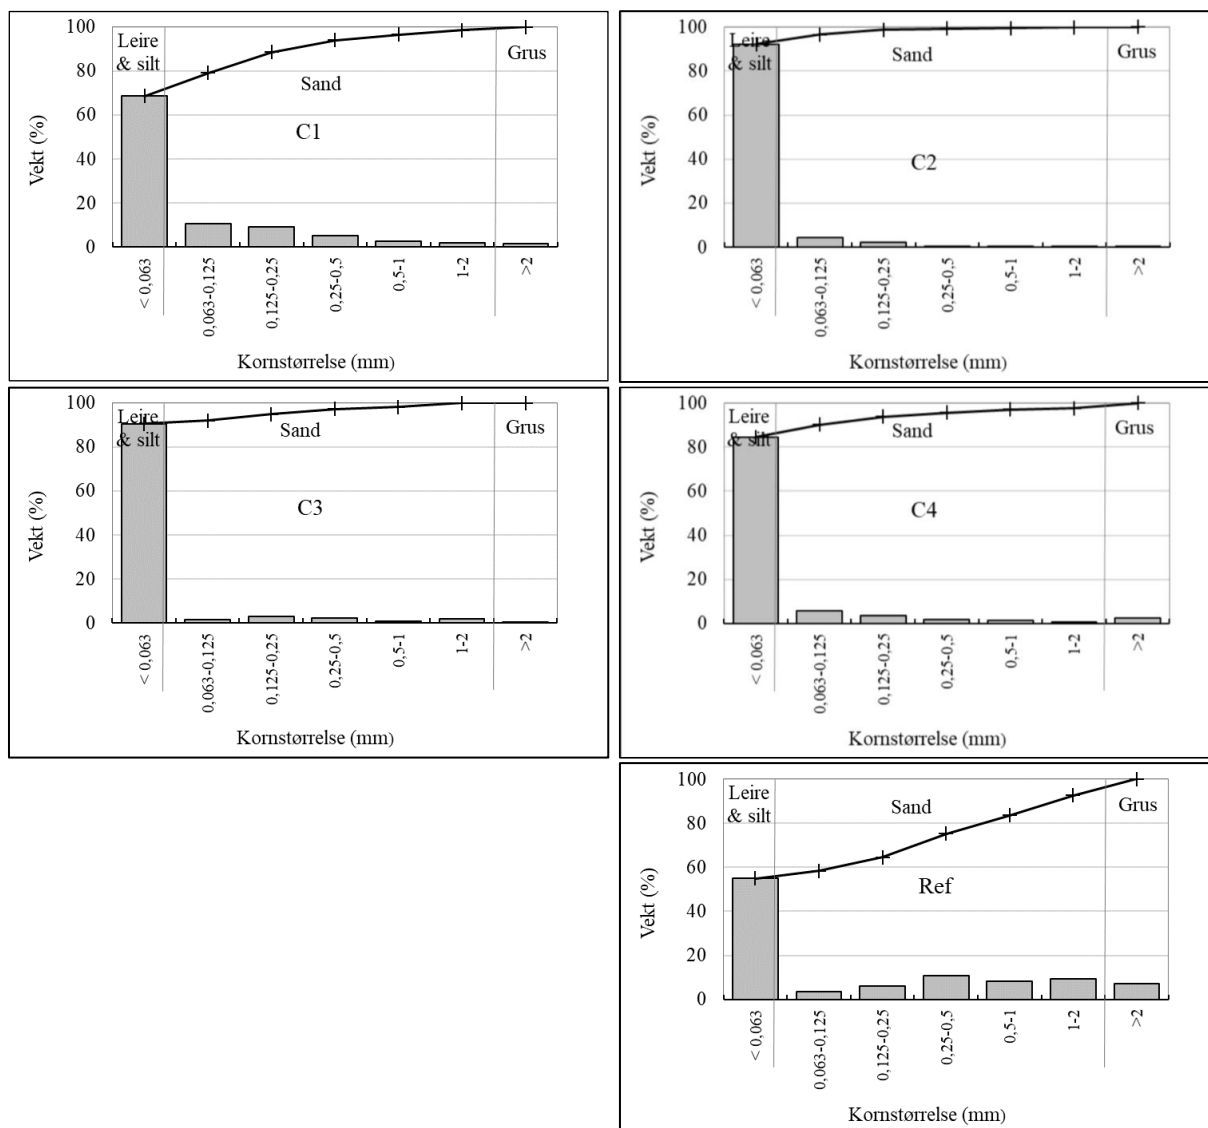 100
80
60
40
20
0
Vekt (%)
Leire
& silt
Sand
Grus
C1
< 0,063
0,063-0,125
0,125-0,25
0,25-0,5
0,5-1
1-2
>2
Kornstørrelse (mm)
100
80
60
40
20
0
Vekt (%)
Leire
& silt
Sand
Grus
C2
< 0,063
0,063-0,125
0,125-0,25
0,25-0,5
0,5-1
1-2
>2
Kornstørrelse (mm)
100
80
60
40
20
0
Vekt (%)
Leire
& silt
Sand
Grus
C3
< 0,063
0,063-0,125
0,125-0,25
0,25-0,5
0,5-1
1-2
>2
Kornstørrelse (mm)
100
80
60
40
20
0
Vekt (%)
Leire
& silt
Sand
Grus
C4
< 0,063
0,063-0,125
0,125-0,25
0,25-0,5
0,5-1
1-2
>2
Kornstørrelse (mm)
100
80
60
40
20
0
Vekt (%)
Leire
& silt
Sand
Grus
Ref
< 0,063
0,063-0,125
0,125-0,25
0,25-0,5
0,5-1
1-2
>2
Kornstørrelse (mm)